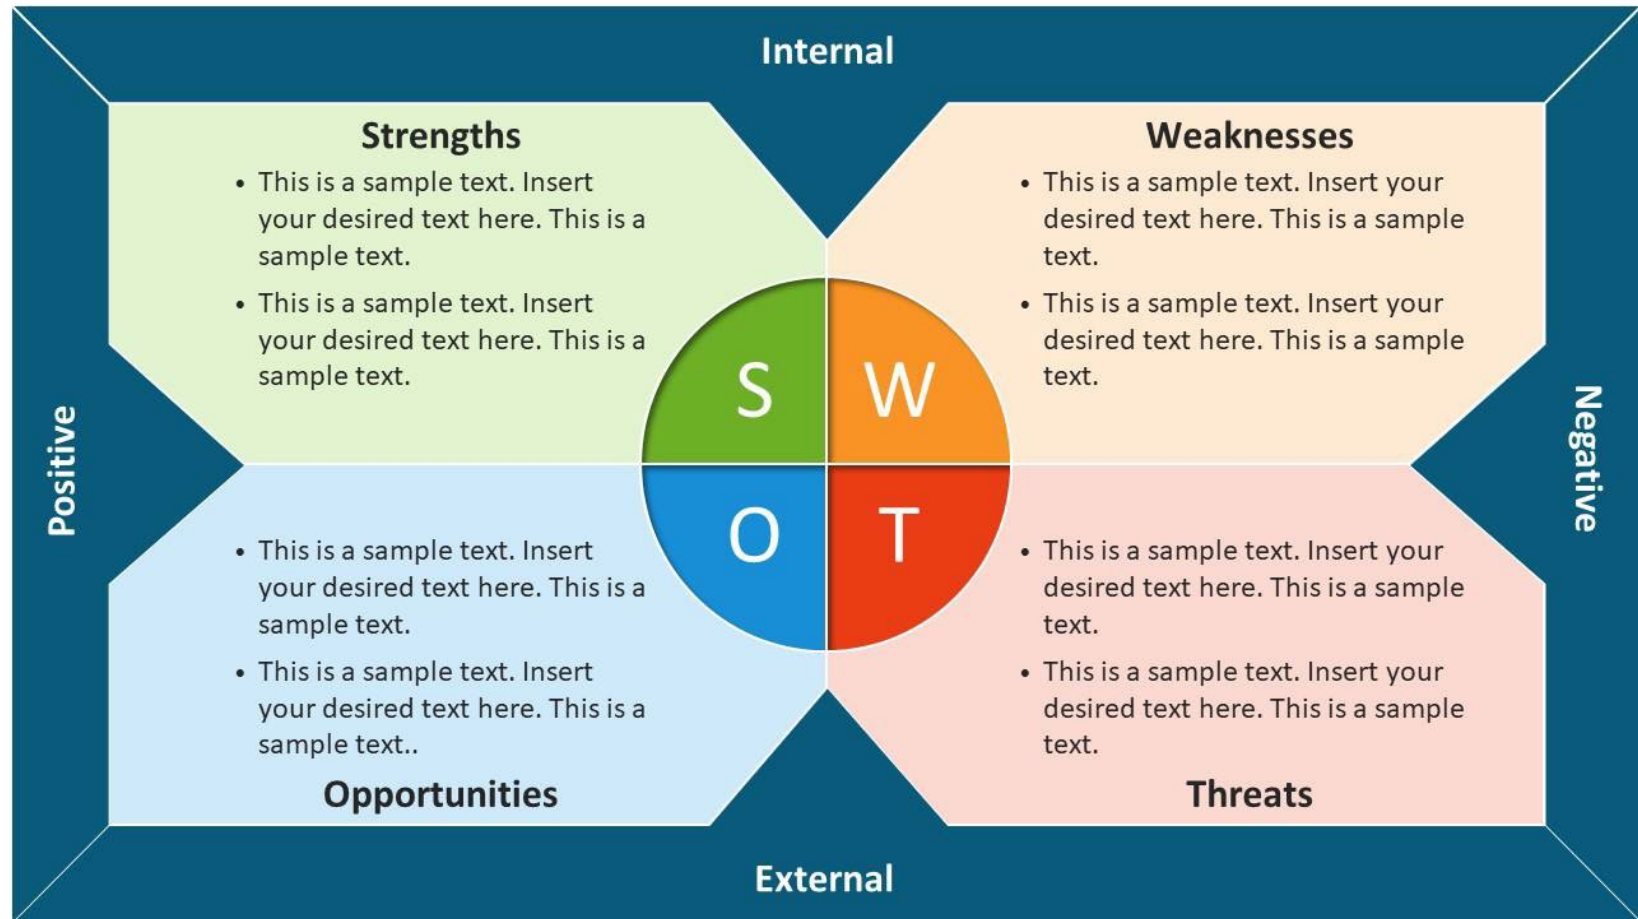 Internal
Strengths
• This is a sample text. Insert
your desired text here. This is a
sample text.
• This is a sample text. Insert
your desired text here. This is a
sample text.
Weaknesses
• This is a sample text. Insert your
desired text here. This is a sample
text.
• This is a sample text. Insert your
desired text here. This is a sample
text.
S
W
Positive
Negative
O
T
• This is a sample text. Insert
your desired text here. This is a
sample text.
• This is a sample text. Insert
your desired text here. This is a
sample text..
Opportunities
• This is a sample text. Insert your
desired text here. This is a sample
text.
• This is a sample text. Insert your
desired text here. This is a sample
text.
Threats
External